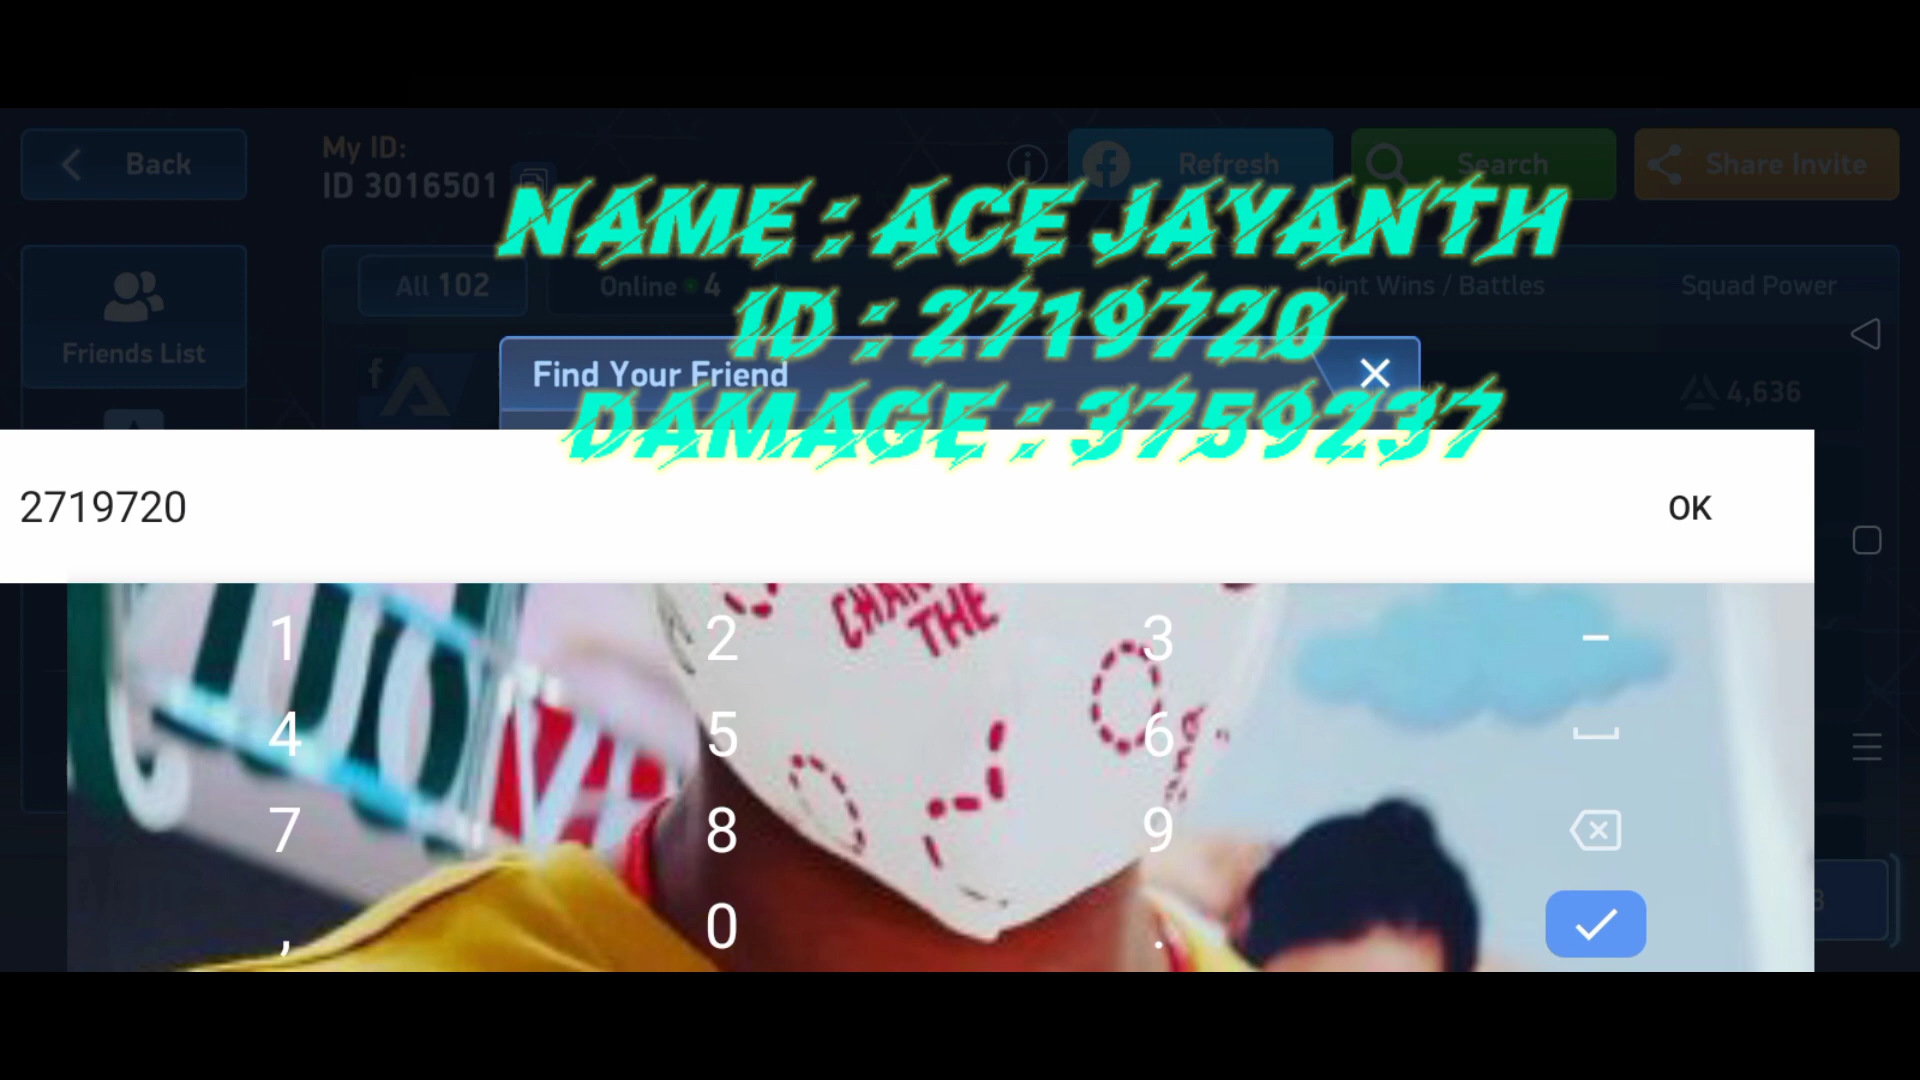 Back
My ID:
ID 3016501
Refresh
Search
Share Invite
NAME : ACE JAYANTH
All 102
Online 4
Joint Wins / Battles
Squad Power
ID : 2719720
Friends List
Find Your Friend
4,636
DAMAGE : 3759237
2719720
OK
THE
1 2 3 -
4 5 6
7 8 9
, 0 .